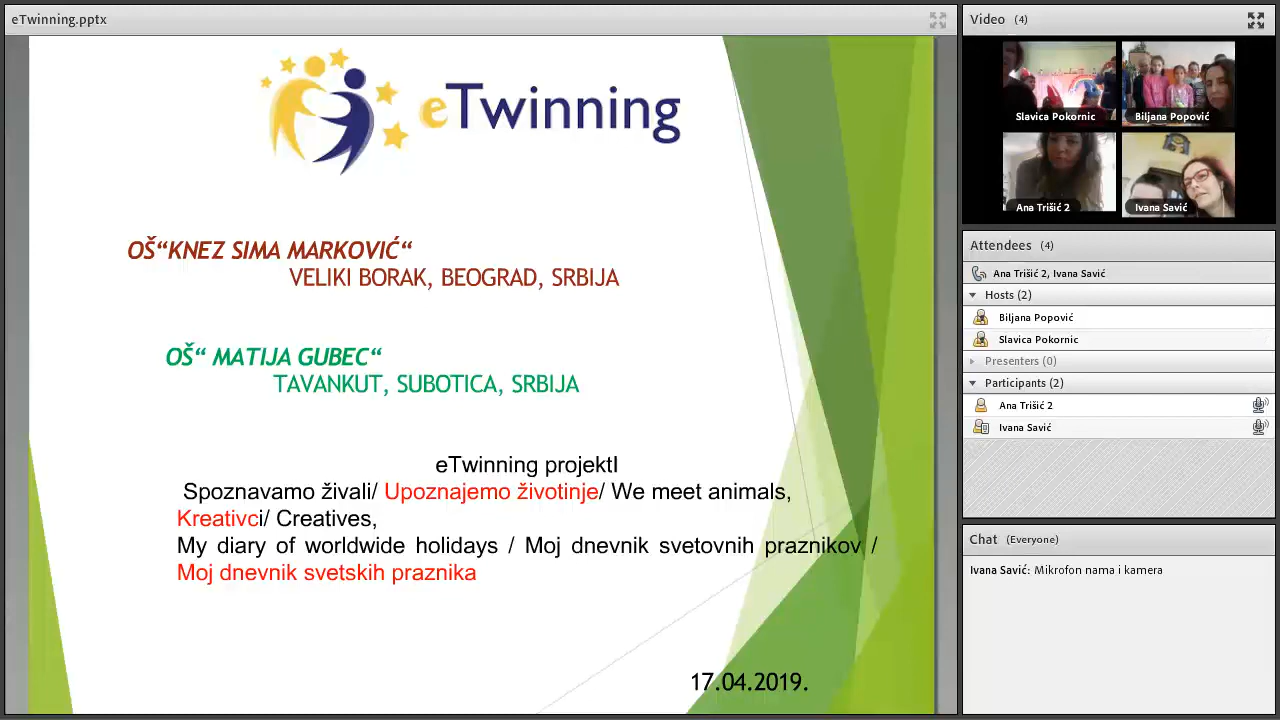 eTwinning.pptx
eTwinning
OŠ“KNEZ SIMA MARKOVIĆ“
VELIKI BORAK, BEOGRAD, SRBIJA
OŠ“ MATIJA GUBEC“
TAVANKUT, SUBOTICA, SRBIJA
eTwinning projektI
Spoznavamo živali/ Upoznajemo životinje/ We meet animals,
Kreativci/ Creatives,
My diary of worldwide holidays / Moj dnevnik svetovnih praznikov /
Moj dnevnik svetskih praznika
17.04.2019.
Video (4)
Slavica Pokornic
Biljana Popović
Ana Trišić 2
Ivana Savić
Attendees (4)
Ana Trišić 2, Ivana Savić
Hosts (2)
Biljana Popović
Slavica Pokornic
Presenters (0)
Participants (2)
Ana Trišić 2
Ivana Savić
Chat (Everyone)
Ivana Savić: Mikrofon nama i kamera